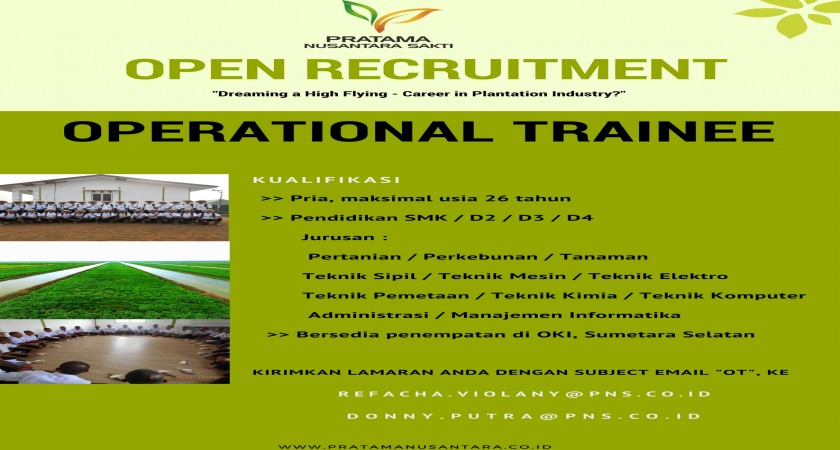 PRATAMA
NUSANTARA SAKTI
OPEN RECRUITMENT
"Dreaming a High Flying - Career in Plantation Industry?"
OPERATIONAL TRAINEE
KUALIFIKASI
>> Pria, maksimal usia 26 tahun
>> Pendidikan SMK / D2 / D3 / D4
Jurusan :
Pertanian / Perkebunan / Tanaman
Teknik Sipil / Teknik Mesin / Teknik Elektro
Teknik Pemetaan / Teknik Kimia / Teknik Komputer
Administrasi / Manajemen Informatika
>> Bersedia penempatan di OKI, Sumetara Selatan
KIRIMKAN LAMARAN ANDA DENGAN SUBJECT EMAIL "OT", KE
REFACHA.VIOLANY@PNS.CO.ID
DONNY.PUTRA@PNS.CO.ID
WWW.PRATAMANUSANTARA.CO.ID